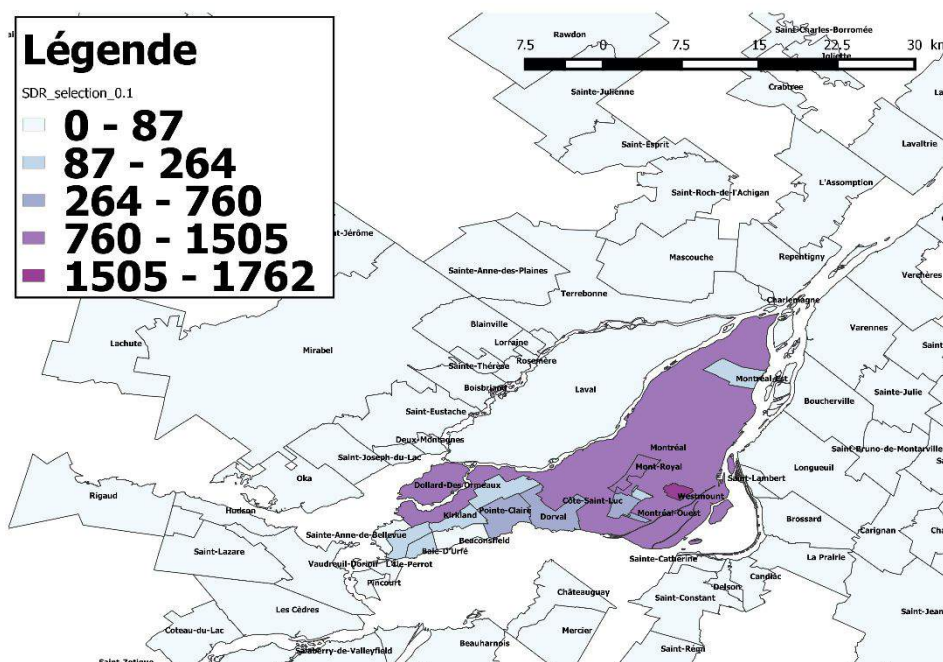 Légende
SDR_selection_0.1
0 - 87
87 - 264
264 - 760
760 - 1505
1505 - 1762
7.5 0 7.5 15 22.5 30 km
Rawdon
Saint-Charles-Borromée
Joliette
Crabtree
Sainte-Julienne
Lavaltrie
Saint-Esprit
L'Assomption
Saint-Roch-de-l'Achigan
Mascouche
Repentigny
Sainte-Anne-des-Plaines
Verchères
Terrebonne
Charlemagne
Blainville
Varennes
Lachute
Mirabel
Lorraine
Rosemère
Sainte-Thérèse
Montréal-Est
Boisbriand
Laval
Sainte-Julie
Boucherville
Saint-Eustache
Deux-Montagnes
Montréal
Saint-Bruno-de-Montarville
Saint-Joseph-du-Lac
Mont-Royal
Longueuil
Oka
Saint-Lambert
Dollard-Des Ormeaux
Rigaud
Côte-Saint-Luc
Westmount
Hudson
Pointe-Claire
Kirkland
Dorval
Montréal-Ouest
Brossard
Sainte-Anne-de-Bellevue
Carignan
Beaconsfield
Saint-Lazare
Baie-D'Urfé
Sainte-Catherine
La Prairie
Vaudreuil-Dorion
L'Île-Perrot
Candiac
Pincourt
Delson
Châteauguay
Saint-Constant
Les Cèdres
Saint-Jean
Coteau-du-Lac
Mercier
Beauharnois
Saint-Rémi
Salaberry-de-Valleyfield